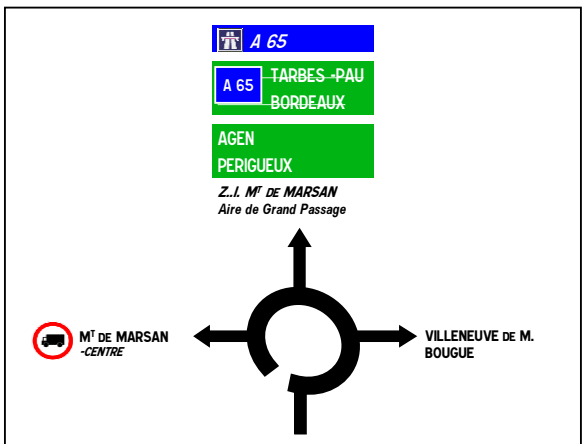 A 65
A 65
TARBES -PAU
BORDEAUX
AGEN
PERIGUEUX
Z..I. Mᵀ DE MARSAN
Aire de Grand Passage
Mᵀ DE MARSAN
-CENTRE
VILLENEUVE DE M.
BOUGUE